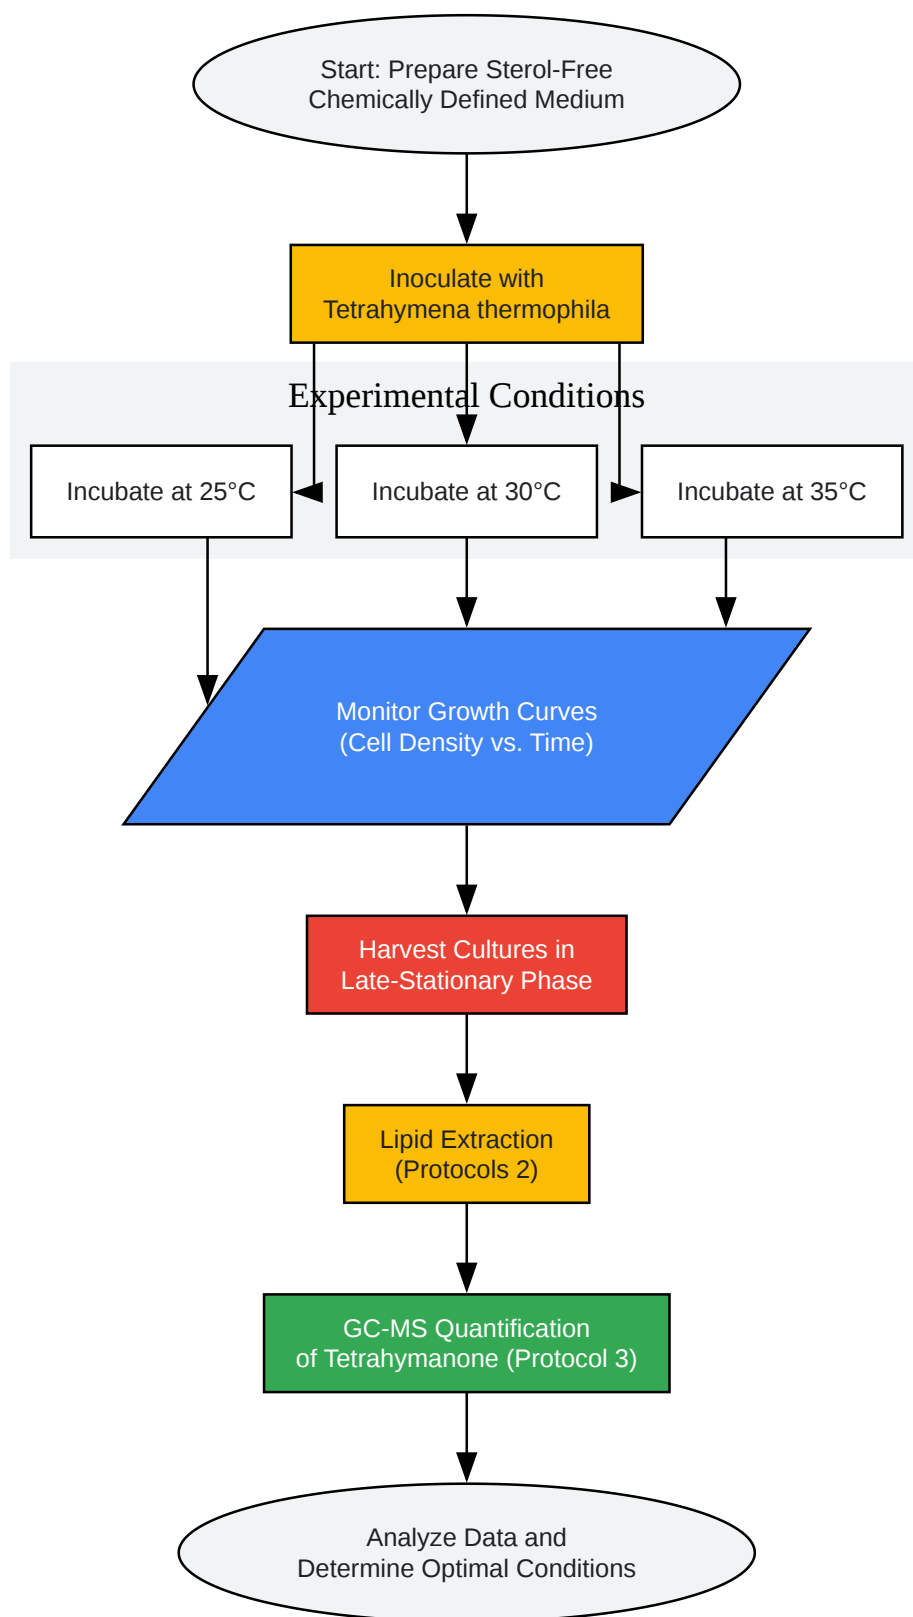 Start: Prepare Sterol-Free
Chemically Defined Medium
Inoculate with
Tetrahymena thermophila
Experimental Conditions
Incubate at 25°C
Incubate at 30°C
Incubate at 35°C
Monitor Growth Curves
(Cell Density vs. Time)
Harvest Cultures in
Late-Stationary Phase
Lipid Extraction
(Protocols 2)
GC-MS Quantification
of Tetrahymanone (Protocol 3)
Analyze Data and
Determine Optimal Conditions